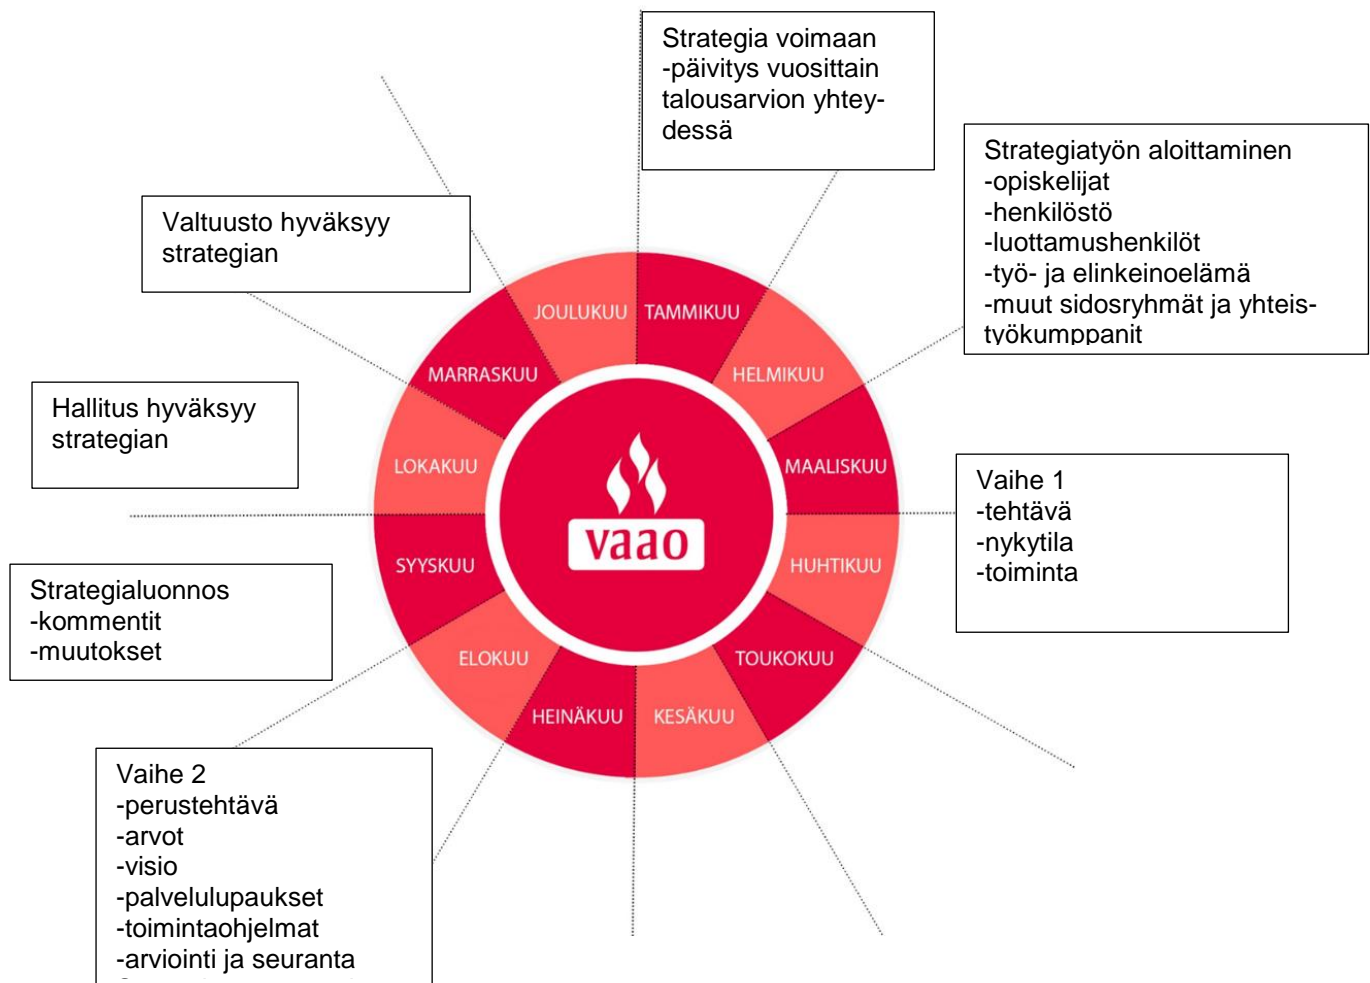 Strategia voimaan
-päivitys vuosittain
talousarvion yhtey-
dessä
Strategiatyön aloittaminen
-opiskelijat
-henkilöstö
-luottamushenkilöt
-työ- ja elinkeinoelämä
-muut sidosryhmät ja yhteis-
työkumppanit
Valtuusto hyväksyy
strategian
Hallitus hyväksyy
strategian
JOULUKUU
TAMMIKUU
MARRASKUU
HELMIKUU
LOKAKUU
MAALISKUU
vaao
SYYSKUU
HUHTIKUU
ELOKUU
TOUKOKUU
HEINÄKUU
KESÄKUU
Vaihe 1
-tehtävä
-nykytila
-toiminta
Strategialuonnos
-kommentit
-muutokset
Vaihe 2
-perustehtävä
-arvot
-visio
-palvelulupaukset
-toimintaohjelmat
-arviointi ja seuranta